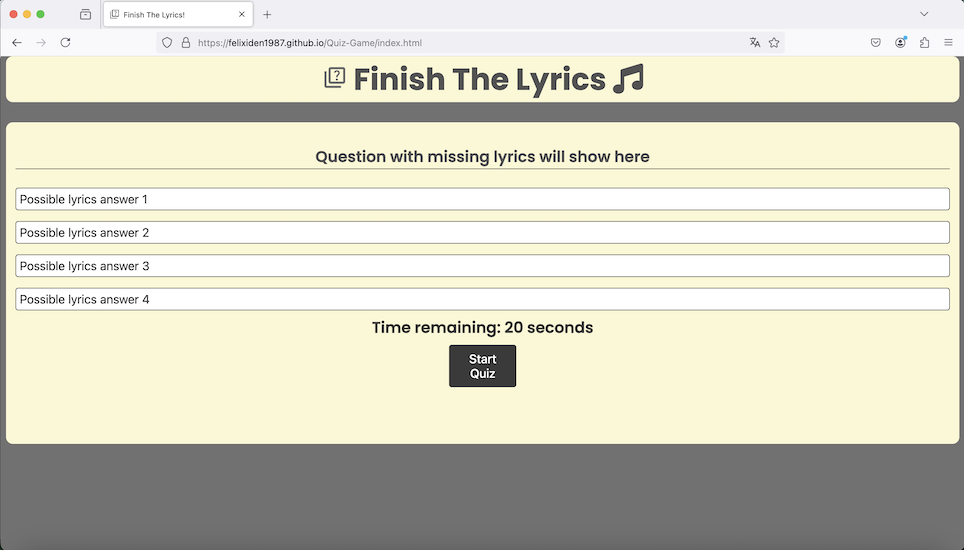 Finish The Lyrics!
https://felixiden1987.github.io/Quiz-Game/index.html
Finish The Lyrics
Question with missing lyrics will show here
Possible lyrics answer 1
Possible lyrics answer 2
Possible lyrics answer 3
Possible lyrics answer 4
Time remaining: 20 seconds
Start
Quiz